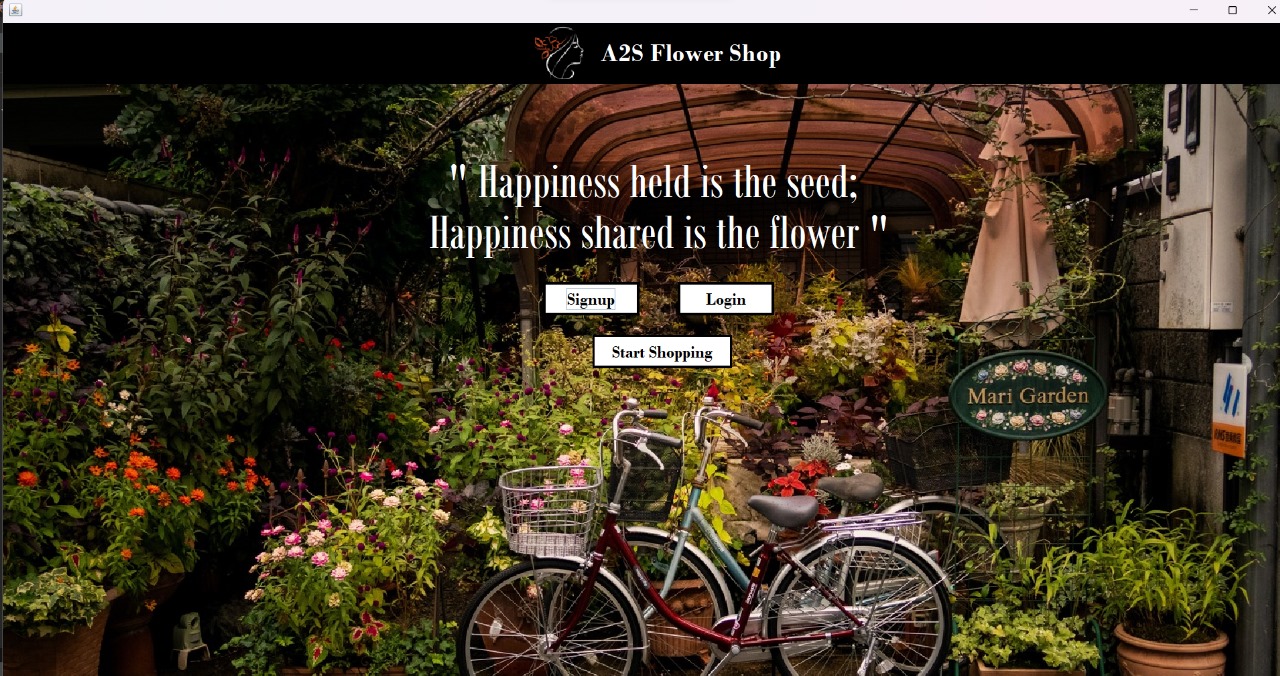 A2S Flower Shop
" Happiness held is the seed;
Happiness shared is the flower "
Signup
Login
Start Shopping
Mari Garden